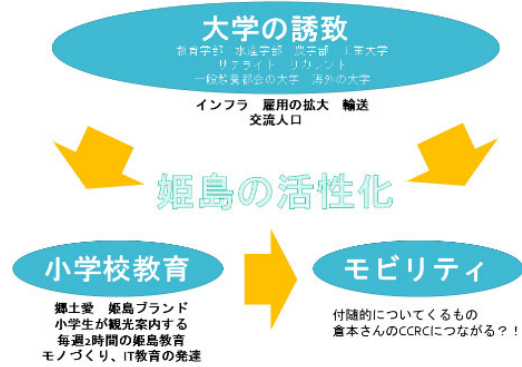 大学の誘致
教育学部　水産学部　農学部　工業大学
サテライト　リカレント
一般教養都会の大学　海外の大学
インフラ　雇用の拡大　輸送
交流人口
姫島の活性化
小学校教育
郷土愛　姫島ブランド
小学生が観光案内する
毎週2時間の姫島教育
モノづくり、IT教育の発達
モビリティ
付随的についてくるもの
倉本さんのCCRCにつながる？！